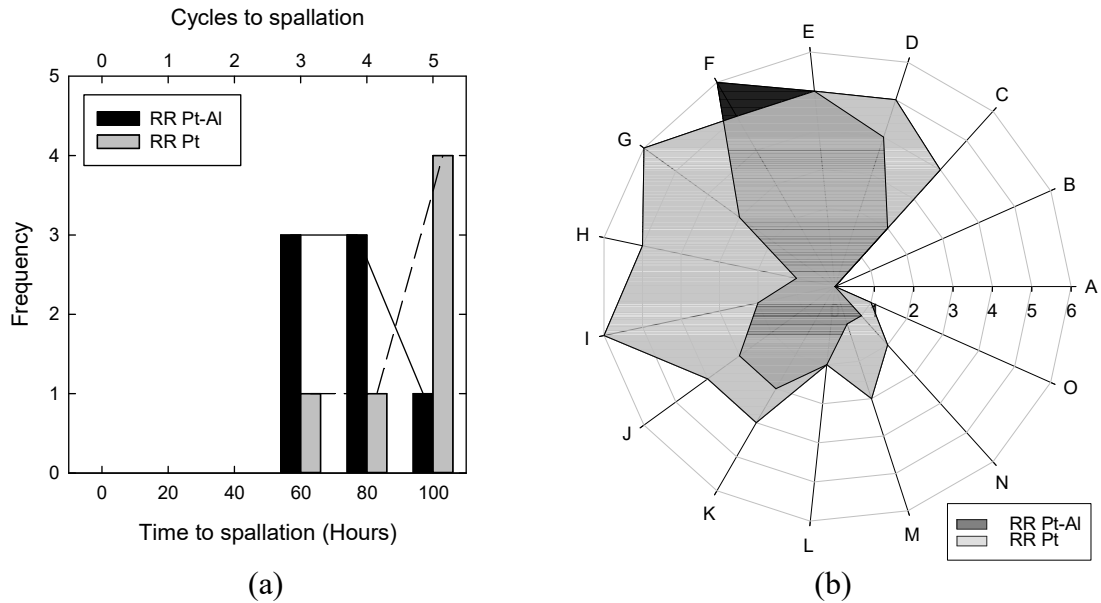 Cycles to spallation
0 1 2 3 4 5
5
4
3
2
1
0
Frequency
RR Pt-Al
RR Pt
0 20 40 60 80 100
Time to spallation (Hours)
(a)
E
D
F
C
G
B
H
A
1 2 3 4 5 6
I
O
J
N
K
M
L
RR Pt-Al
RR Pt
(b)